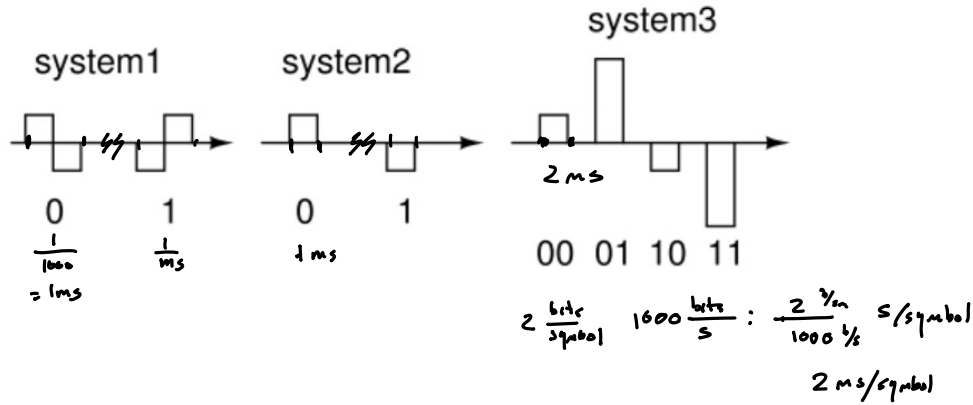 system1
system2
system3
2 ms
0 1
0 1
00 01 10 11
1/1000
= 1ms
1/ms
1 ms
2 bits/symbol 1000 bits/s : 2 b/sm / 1000 b/s s/symbol
2 ms/symbol